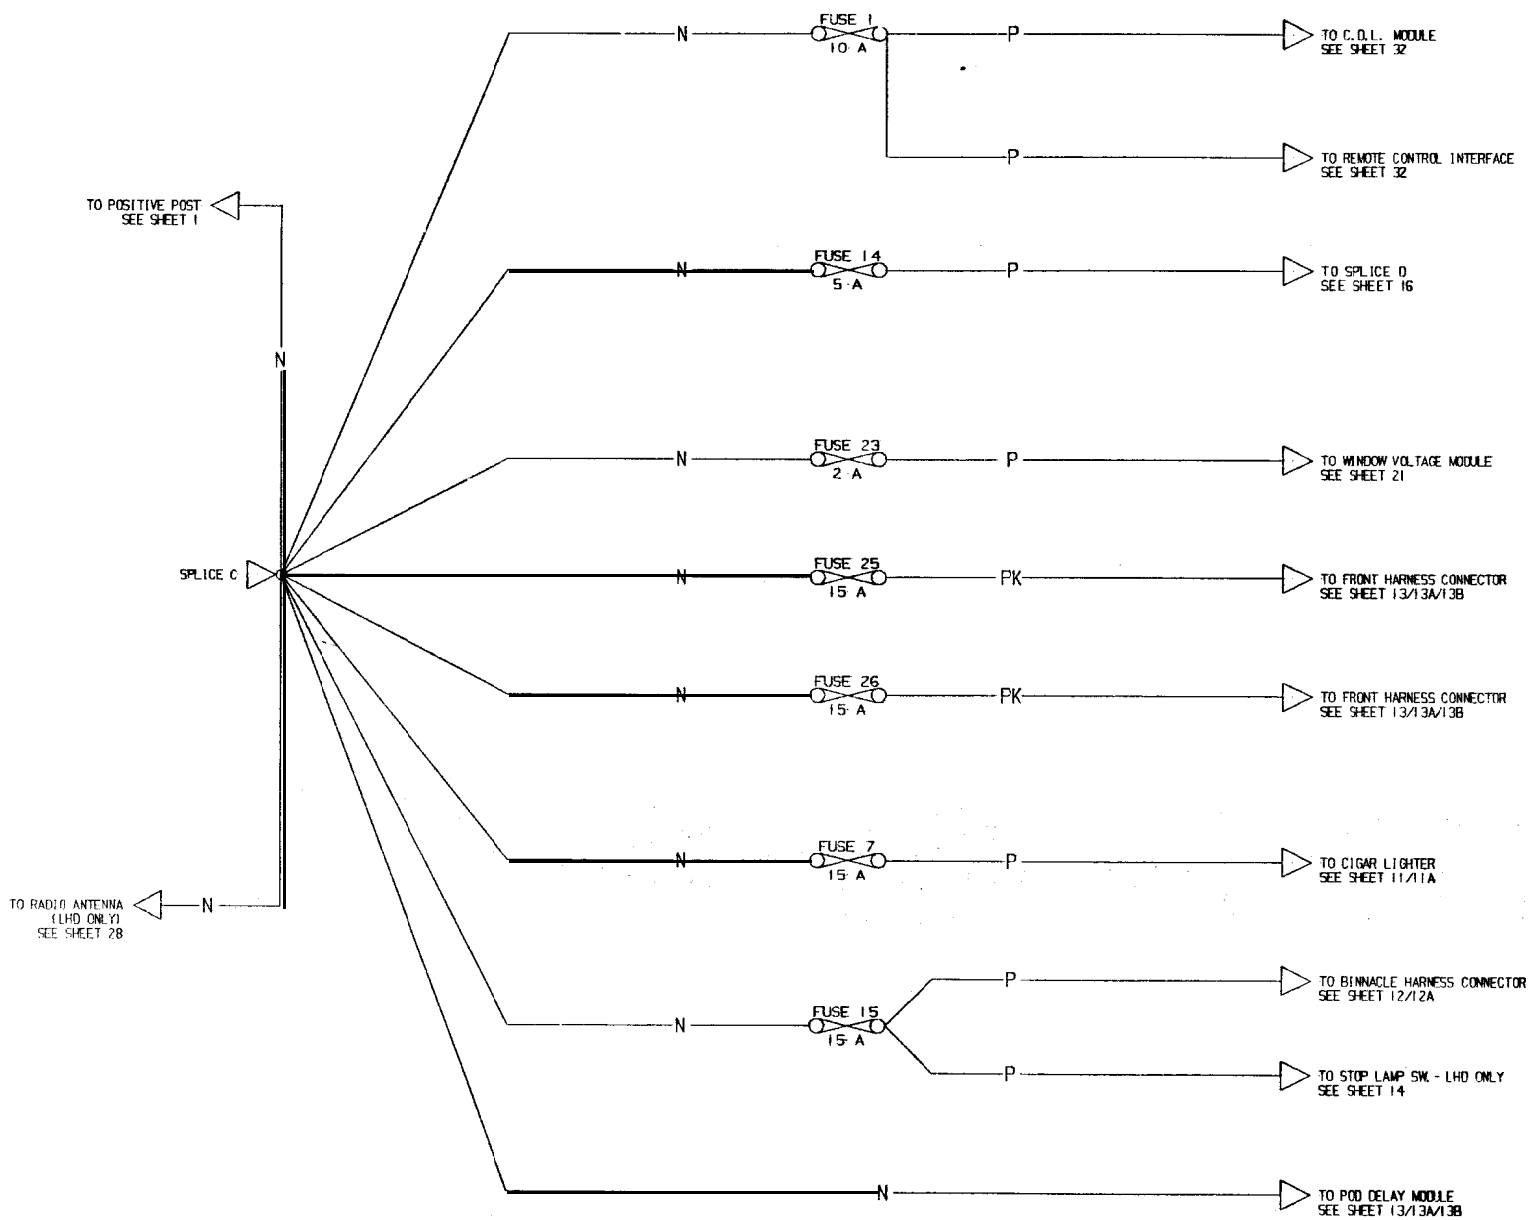 FUSE 1
N
P
10 A
TO C.D.L. MODULE
SEE SHEET 32
P
TO REMOTE CONTROL INTERFACE
SEE SHEET 32
TO POSITIVE POST
SEE SHEET 1
FUSE 14
N
P
5 A
TO SPLICE D
SEE SHEET 16
N
FUSE 23
N
P
2 A
TO WINDOW VOLTAGE MODULE
SEE SHEET 21
SPLICE C
FUSE 25
N
PK
15 A
TO FRONT HARNESS CONNECTOR
SEE SHEET 13/13A/13B
FUSE 26
N
PK
15 A
TO FRONT HARNESS CONNECTOR
SEE SHEET 13/13A/13B
FUSE 7
N
P
15 A
TO CIGAR LIGHTER
SEE SHEET 11/11A
TO RADIO ANTENNA
(LHD ONLY)
SEE SHEET 28
N
P
TO BINNACLE HARNESS CONNECTOR
SEE SHEET 12/12A
FUSE 15
N
15 A
P
TO STOP LAMP SW. - LHD ONLY
SEE SHEET 14
N
TO POD DELAY MODULE
SEE SHEET 13/13A/13B